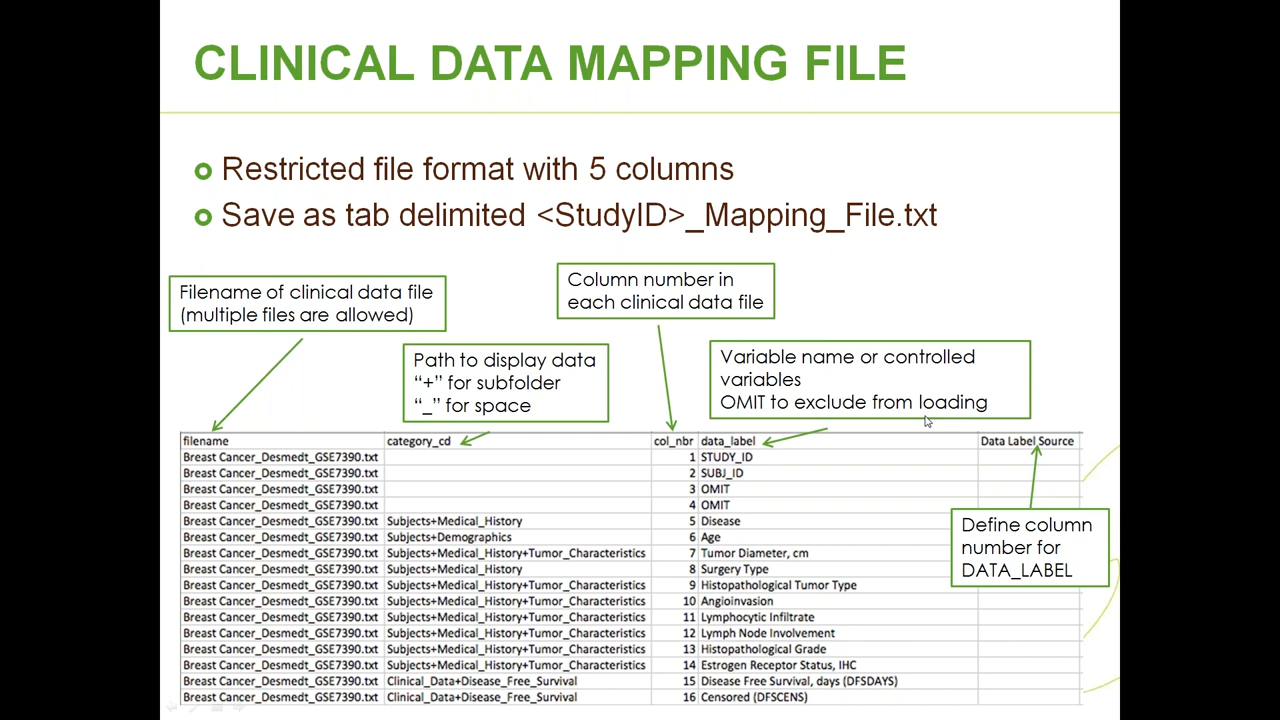 CLINICAL DATA MAPPING FILE
Restricted file format with 5 columns
Save as tab delimited <StudyID>_Mapping_File.txt
Filename of clinical data file
(multiple files are allowed)
Column number in
each clinical data file
Path to display data
“+” for subfolder
“_” for space
Variable name or controlled
variables
OMIT to exclude from loading
filename category_cd col_nbr data_label Data Label Source
Breast Cancer_Desmedt_GSE7390.txt 1 STUDY_ID
Breast Cancer_Desmedt_GSE7390.txt 2 SUBJ_ID
Breast Cancer_Desmedt_GSE7390.txt 3 OMIT
Breast Cancer_Desmedt_GSE7390.txt 4 OMIT
Breast Cancer_Desmedt_GSE7390.txt Subjects+Medical_History 5 Disease
Breast Cancer_Desmedt_GSE7390.txt Subjects+Demographics 6 Age
Breast Cancer_Desmedt_GSE7390.txt Subjects+Medical_History+Tumor_Characteristics 7 Tumor Diameter, cm
Breast Cancer_Desmedt_GSE7390.txt Subjects+Medical_History 8 Surgery Type
Breast Cancer_Desmedt_GSE7390.txt Subjects+Medical_History+Tumor_Characteristics 9 Histopathological Tumor Type
Breast Cancer_Desmedt_GSE7390.txt Subjects+Medical_History+Tumor_Characteristics 10 Angioinvasion
Breast Cancer_Desmedt_GSE7390.txt Subjects+Medical_History+Tumor_Characteristics 11 Lymphocytic Infiltrate
Breast Cancer_Desmedt_GSE7390.txt Subjects+Medical_History+Tumor_Characteristics 12 Lymph Node Involvement
Breast Cancer_Desmedt_GSE7390.txt Subjects+Medical_History+Tumor_Characteristics 13 Histopathological Grade
Breast Cancer_Desmedt_GSE7390.txt Subjects+Medical_History+Tumor_Characteristics 14 Estrogen Receptor Status, IHC
Breast Cancer_Desmedt_GSE7390.txt Clinical_Data+Disease_Free_Survival 15 Disease Free Survival, days (DFSDAYS)
Breast Cancer_Desmedt_GSE7390.txt Clinical_Data+Disease_Free_Survival 16 Censored (DFSCENS)
Define column
number for
DATA_LABEL